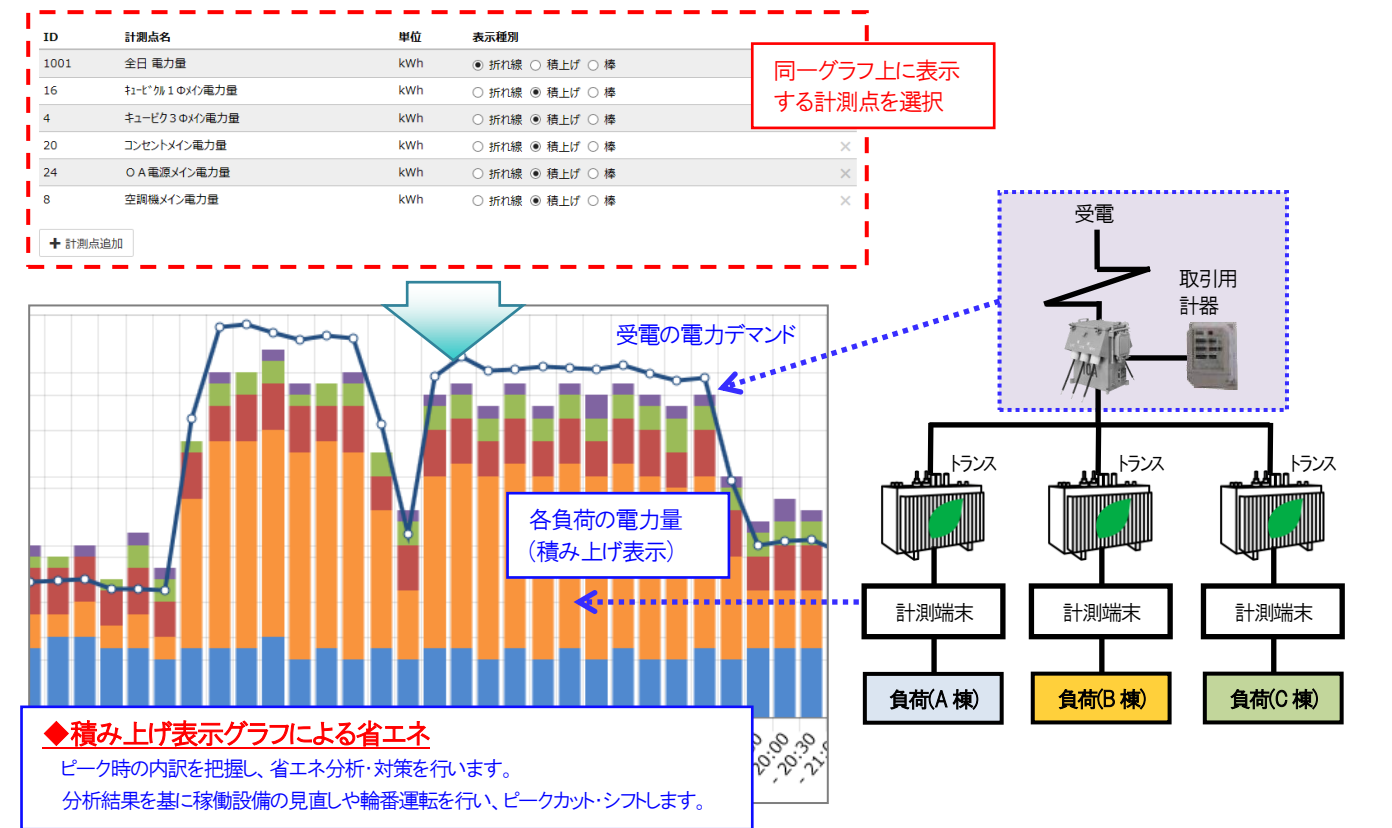 ID 計測点名 単位 表示種別
1001 全日 電力量 kWh 折れ線 積上げ 棒
16 ｷｭｰﾋﾞｸﾙ１Φﾒｲﾝ電力量 kWh 折れ線 積上げ 棒
4 キュービク３Φﾒｲﾝ電力量 kWh 折れ線 積上げ 棒
20 コンセントメイン電力量 kWh 折れ線 積上げ 棒
24 ＯＡ電源メイン電力量 kWh 折れ線 積上げ 棒
8 空調機メイン電力量 kWh 折れ線 積上げ 棒
+ 計測点追加
同一グラフ上に表示
する計測点を選択
受電の電力デマンド
各負荷の電力量
（積み上げ表示）
- 20:00
- 20:30
◆積み上げ表示グラフによる省エネ
ピーク時の内訳を把握し、省エネ分析・対策を行います。
分析結果を基に稼働設備の見直しや輪番運転を行い、ピークカット・シフトします。
受電
取引用
計器
トランス
トランス
トランス
計測端末
計測端末
計測端末
負荷(A 棟)
負荷(B 棟)
負荷(C 棟)